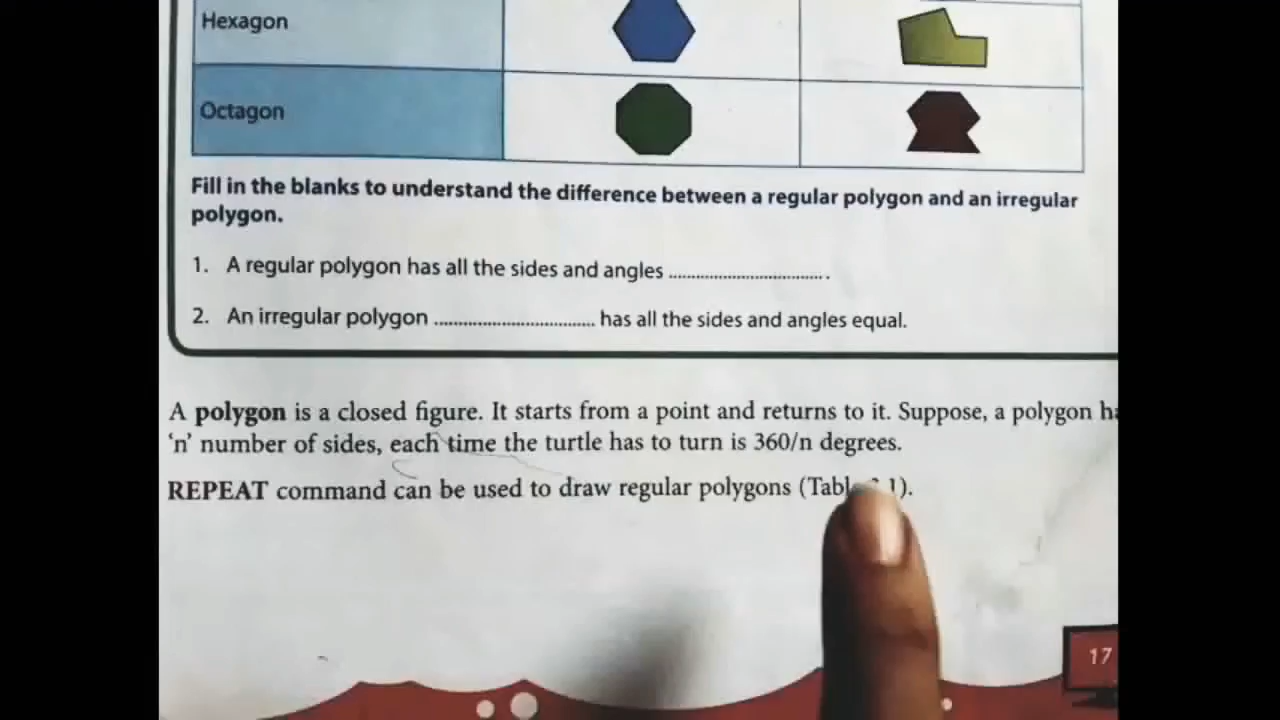 Hexagon
Octagon
Fill in the blanks to understand the difference between a regular polygon and an irregular
polygon.
1. A regular polygon has all the sides and angles ................................ .
2. An irregular polygon ................................. has all the sides and angles equal.
A polygon is a closed figure. It starts from a point and returns to it. Suppose, a polygon
'n' number of sides, each time the turtle has to turn is 360/n degrees.
REPEAT command can be used to draw regular polygons
17